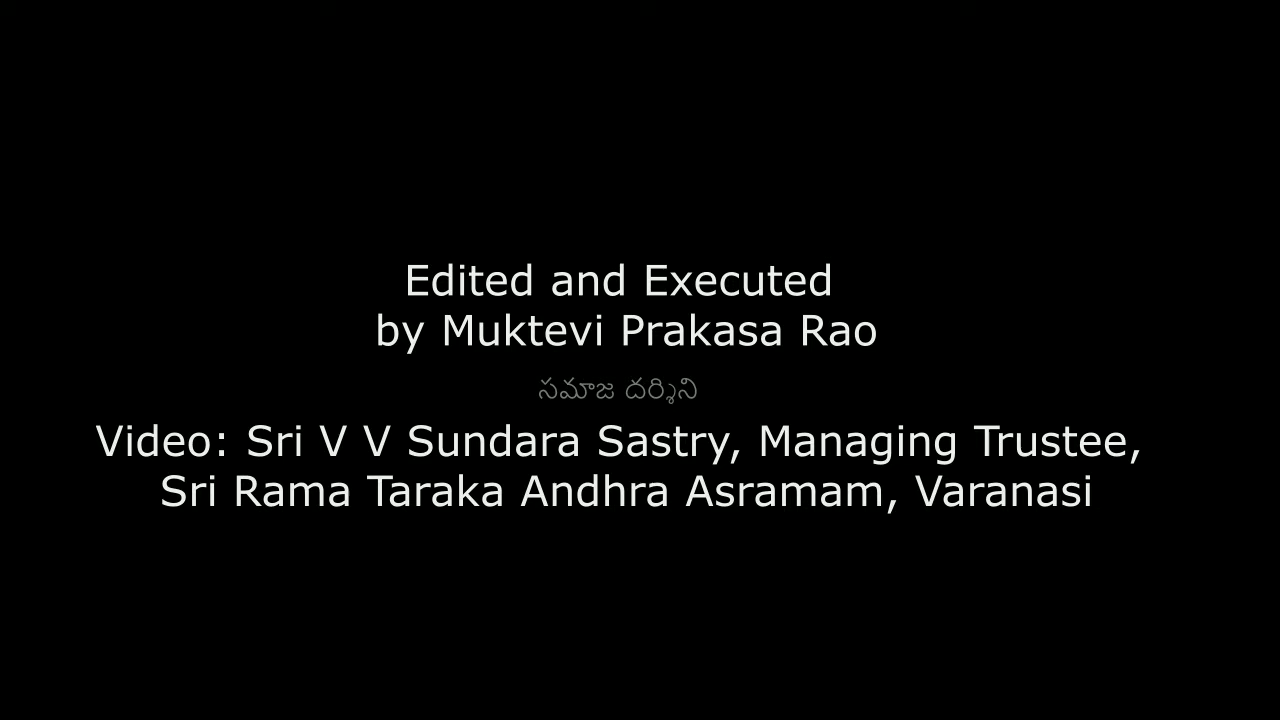 Edited and Executed
by Muktevi Prakasa Rao
సమాజ దర్శిని
Video: Sri V V Sundara Sastry, Managing Trustee,
Sri Rama Taraka Andhra Asramam, Varanasi